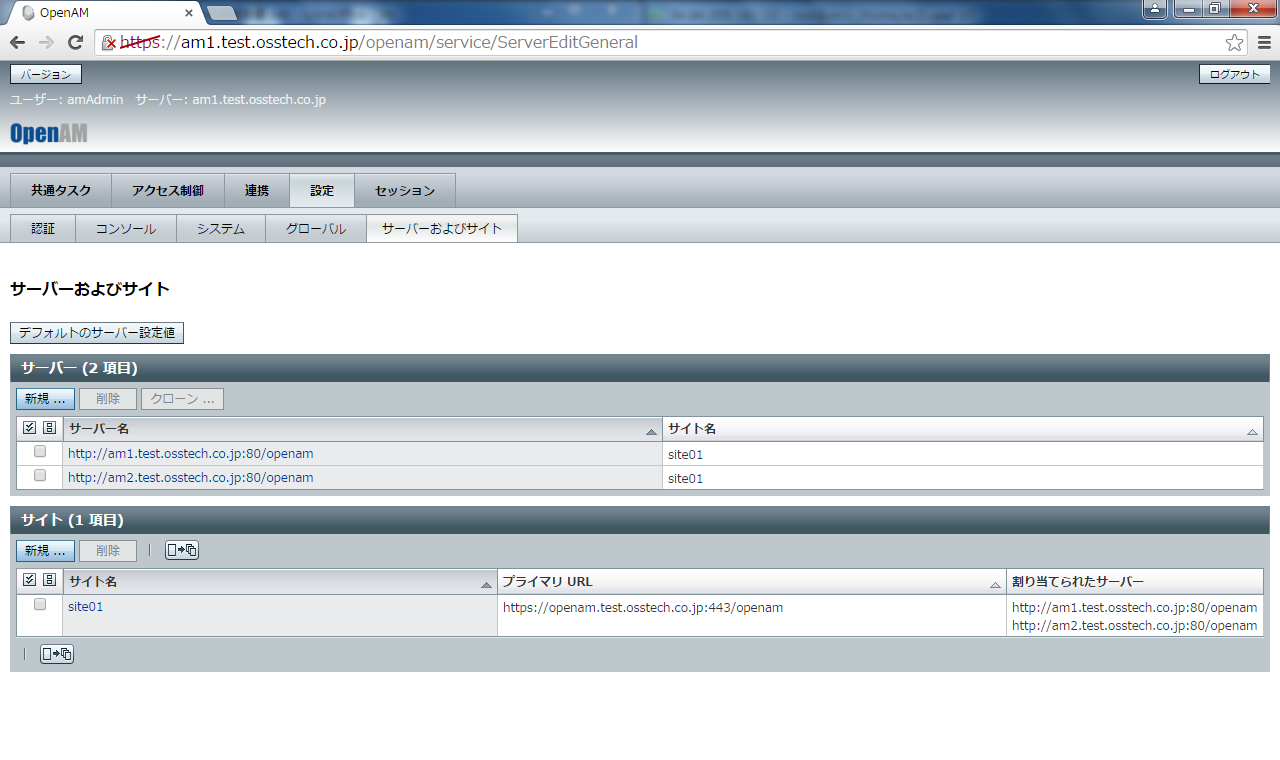 OpenAM
https://am1.test.osstech.co.jp/openam/service/ServerEditGeneral
バージョン ログアウト
ユーザー: amAdmin サーバー: am1.test.osstech.co.jp
OpenAM
共通タスク アクセス制御 連携 設定 セッション
認証 コンソール システム グローバル サーバーおよびサイト
サーバーおよびサイト
デフォルトのサーバー設定値
サーバー (2 項目)
新規 ... 削除 クローン ...
サーバー名 サイト名
http://am1.test.osstech.co.jp:80/openam site01
http://am2.test.osstech.co.jp:80/openam site01
サイト (1 項目)
新規 ... 削除
サイト名 プライマリ URL 割り当てられたサーバー
site01 https://openam.test.osstech.co.jp:443/openam http://am1.test.osstech.co.jp:80/openam
http://am2.test.osstech.co.jp:80/openam